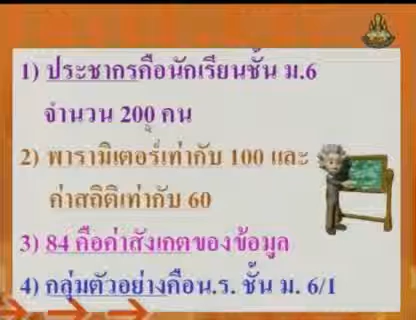 1) ประชากรคือนักเรียนชั้น ม.6
จำนวน 200 คน
2) พารามิเตอร์เท่ากับ 100 และ
ค่าสถิติเท่ากับ 60
3) 84 คือค่าสังเกตของข้อมูล
4) กลุ่มตัวอย่างคือน.ร. ชั้น ม. 6/1